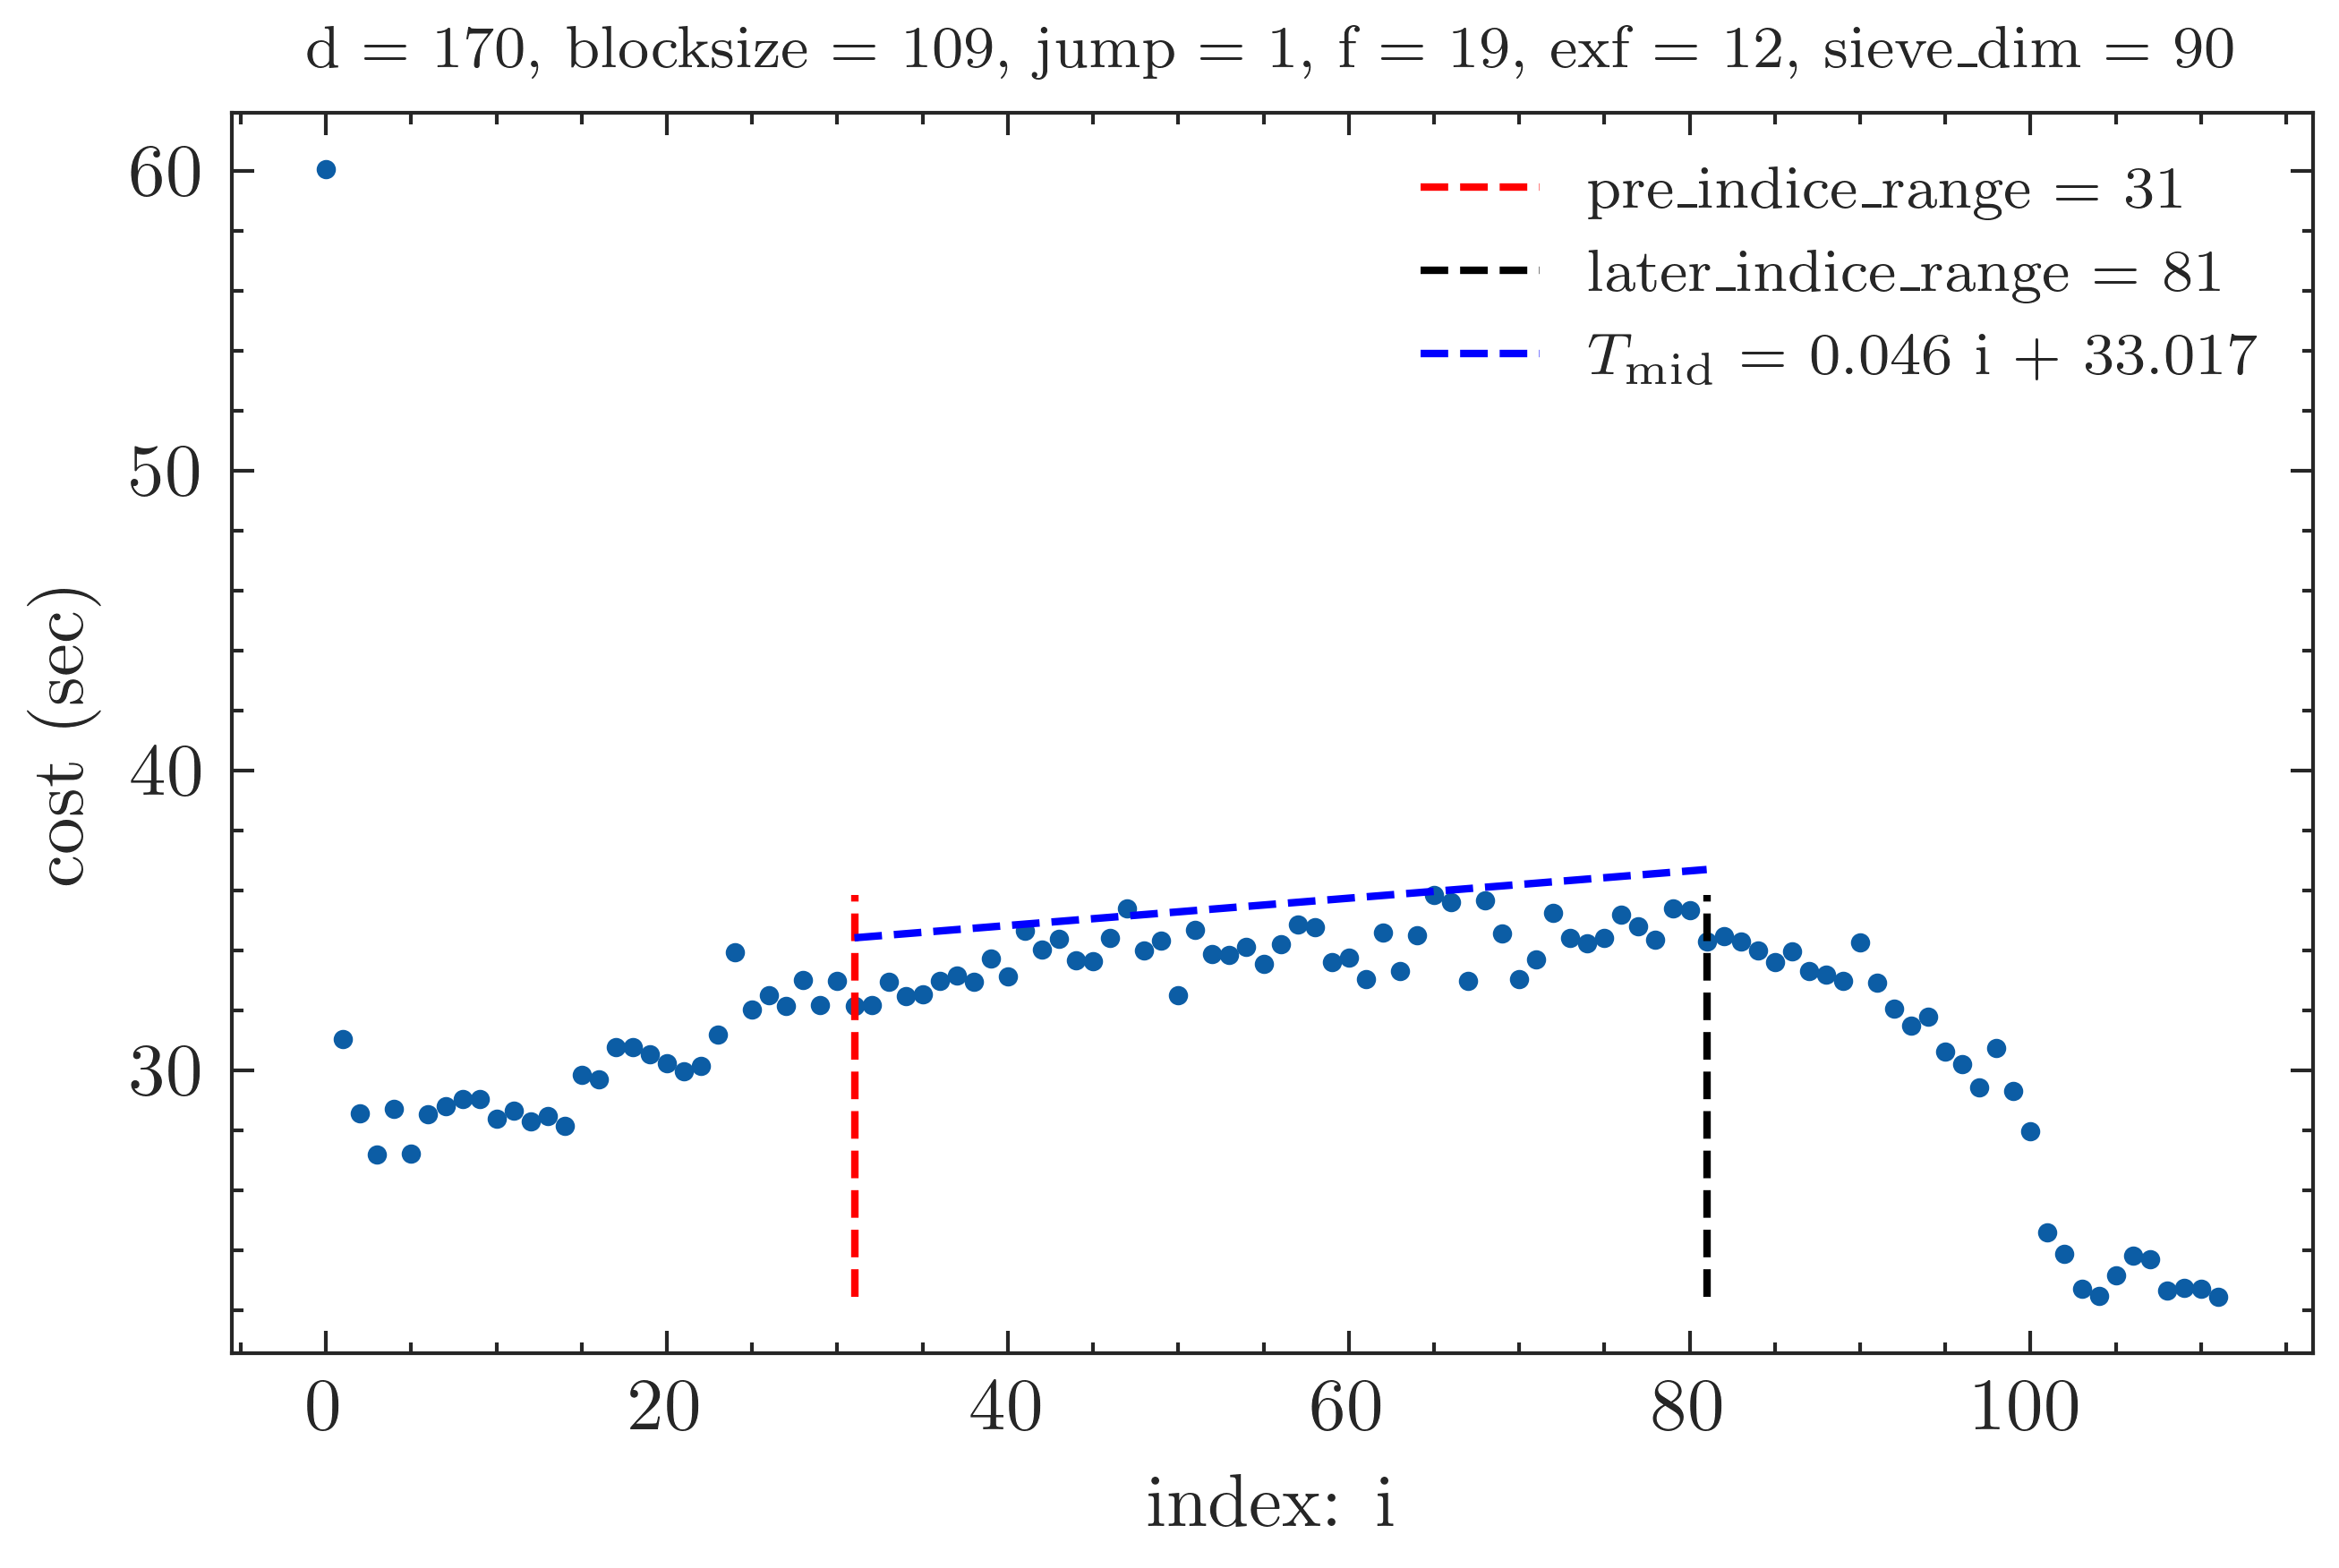 d = 170, blocksize = 109, jump = 1, f = 19, exf = 12, sieve_dim = 90
60
50
40
30
cost (sec)
pre_indice_range = 31
later_indice_range = 81
T_mid = 0.046 i + 33.017
0 20 40 60 80 100
index: i